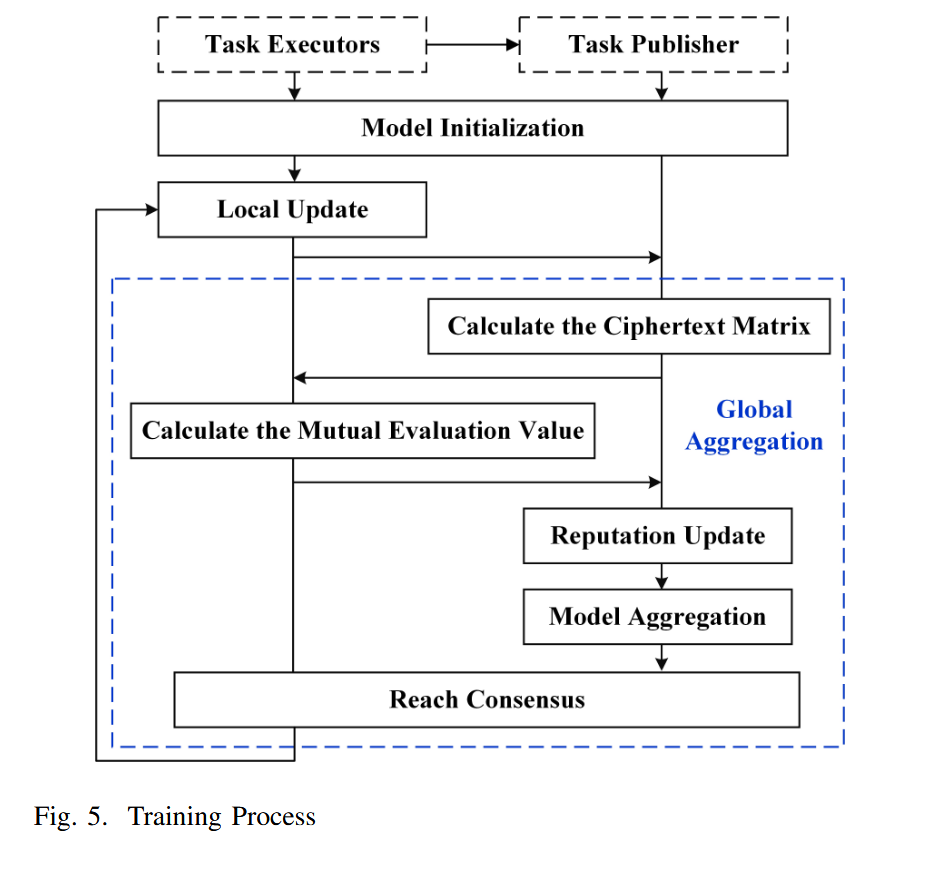 Task Executors
Task Publisher
Model Initialization
Local Update
Calculate the Ciphertext Matrix
Global
Aggregation
Calculate the Mutual Evaluation Value
Reputation Update
Model Aggregation
Reach Consensus
Fig. 5. Training Process